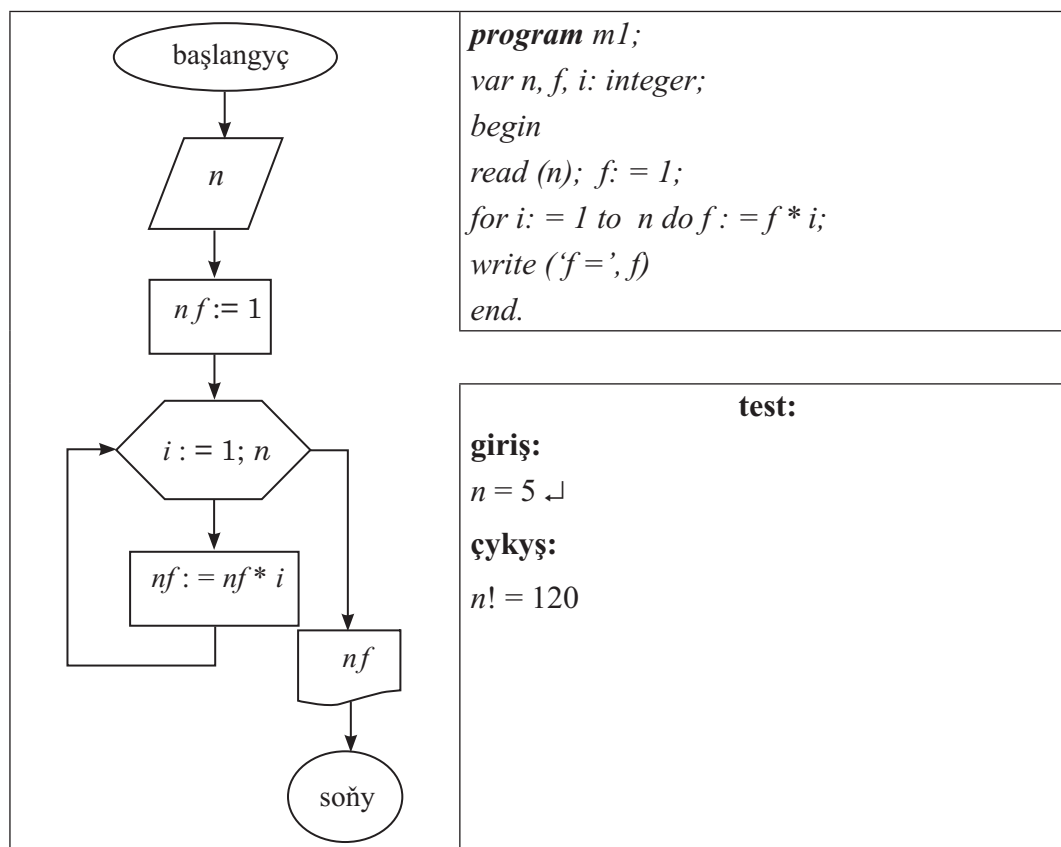 başlangyç
n
n f := 1
i : = 1; n
nf : = nf * i
nf
soňy
program m1;
var n, f, i: integer;
begin
read (n); f: = 1;
for i: = 1 to n do f : = f * i;
write (‘f =’, f)
end.
test:
giriş:
n = 5 ↵
çykyş:
n! = 120